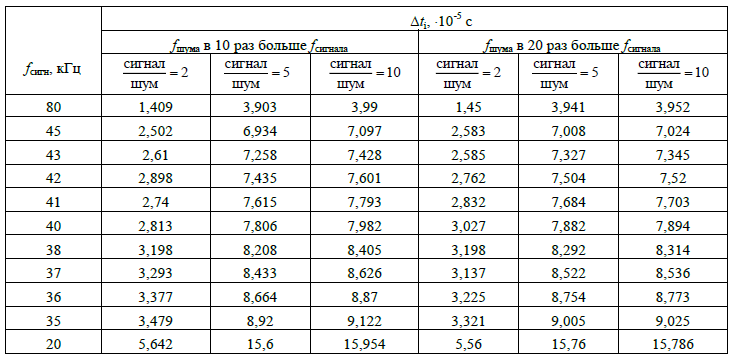 fсигн, кГц
Δti, ·10-5 с
fшума в 10 раз больше fсигнала
fшума в 20 раз больше fсигнала
сигнал/шум = 2 сигнал/шум = 5 сигнал/шум = 10 сигнал/шум = 2 сигнал/шум = 5 сигнал/шум = 10
80 1,409 3,903 3,99 1,45 3,941 3,952
45 2,502 6,934 7,097 2,583 7,008 7,024
43 2,61 7,258 7,428 2,585 7,327 7,345
42 2,898 7,435 7,601 2,762 7,504 7,52
41 2,74 7,615 7,793 2,832 7,684 7,703
40 2,813 7,806 7,982 3,027 7,882 7,894
38 3,198 8,208 8,405 3,198 8,292 8,314
37 3,293 8,433 8,626 3,137 8,522 8,536
36 3,377 8,664 8,87 3,225 8,754 8,773
35 3,479 8,92 9,122 3,321 9,005 9,025
20 5,642 15,6 15,954 5,56 15,76 15,786